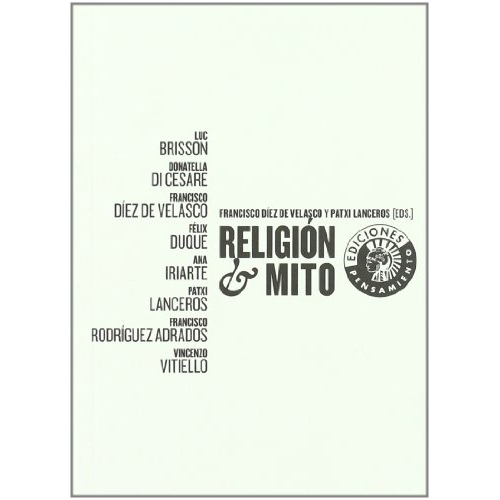 LUC
BRISSON
DONATELLA
DI CESARE
FRANCISCO
DÍEZ DE VELASCO
FÉLIX
DUQUE
ANA
IRIARTE
PATXI
LANCEROS
FRANCISCO
RODRÍGUEZ ADRADOS
VINCENZO
VITIELLO
FRANCISCO DÍEZ DE VELASCO Y PATXI LANCEROS [EDS.]
RELIGIÓN
& MITO
EDICIONES
PENSAMIENTO